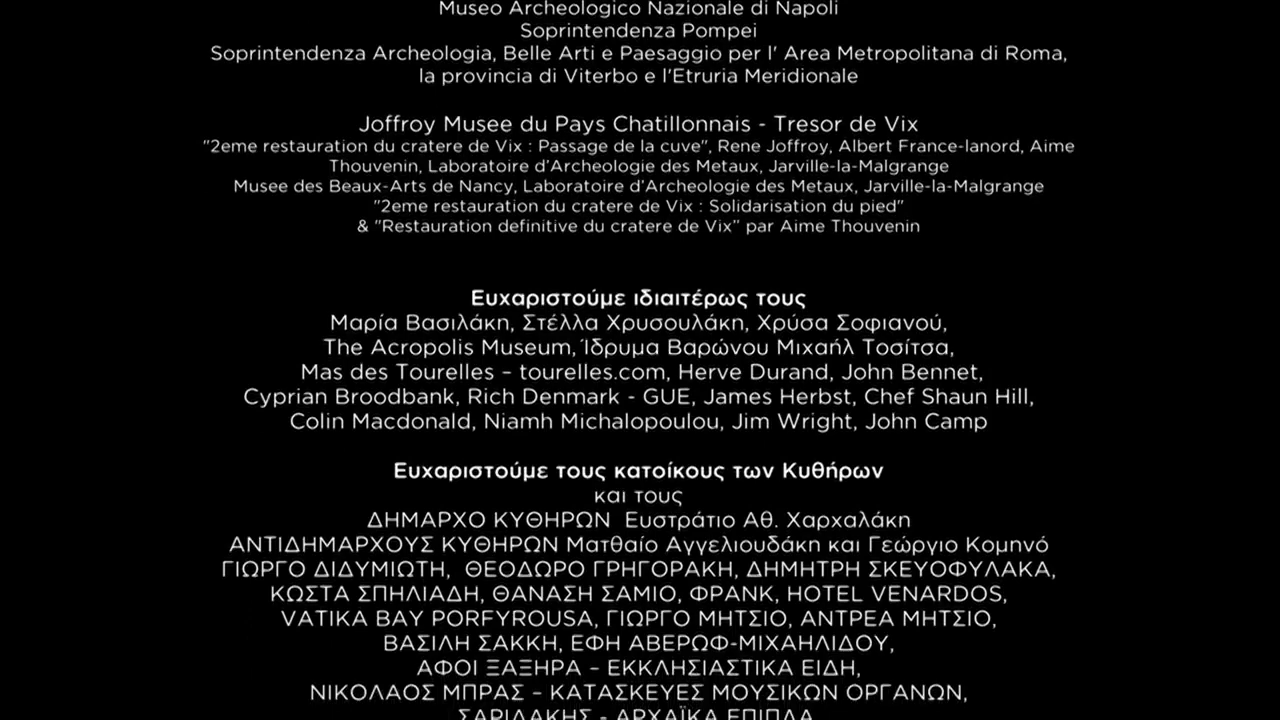 Museo Archeologico Nazionale di Napoli
Soprintendenza Pompei
Soprintendenza Archeologia, Belle Arti e Paesaggio per l' Area Metropolitana di Roma,
la provincia di Viterbo e l'Etruria Meridionale
Joffroy Musee du Pays Chatillonnais - Tresor de Vix
"2eme restauration du cratere de Vix : Passage de la cuve", Rene Joffroy, Albert France-lanord, Aime
Thouvenin, Laboratoire d'Archeologie des Metaux, Jarville-la-Malgrange
Musee des Beaux-Arts de Nancy, Laboratoire d'Archeologie des Metaux, Jarville-la-Malgrange
"2eme restauration du cratere de Vix : Solidarisation du pied"
& "Restauration definitive du cratere de Vix" par Aime Thouvenin
Ευχαριστούμε ιδιαιτέρως τους
Μαρία Βασιλάκη, Στέλλα Χρυσουλάκη, Χρύσα Σοφιανού,
The Acropolis Museum, Ίδρυμα Βαρώνου Μιχαήλ Τοσίτσα,
Mas des Tourelles – tourelles.com, Herve Durand, John Bennet,
Cyprian Broodbank, Rich Denmark - GUE, James Herbst, Chef Shaun Hill,
Colin Macdonald, Niamh Michalopoulou, Jim Wright, John Camp
Ευχαριστούμε τους κατοίκους των Κυθήρων
και τους
ΔΗΜΑΡΧΟ ΚΥΘΗΡΩΝ Ευστράτιο Αθ. Χαρχαλάκη
ΑΝΤΙΔΗΜΑΡΧΟΥΣ ΚΥΘΗΡΩΝ Ματθαίο Αγγελιουδάκη και Γεώργιο Κομηνό
ΓΙΩΡΓΟ ΔΙΔΥΜΙΩΤΗ, ΘΕΟΔΩΡΟ ΓΡΗΓΟΡΑΚΗ, ΔΗΜΗΤΡΗ ΣΚΕΥΟΦΥΛΑΚΑ,
ΚΩΣΤΑ ΣΠΗΛΙΑΔΗ, ΘΑΝΑΣΗ ΣΑΜΙΟ, ΦΡΑΝΚ, HOTEL VENARDOS,
VATIKA BAY PORFYROUSA, ΓΙΩΡΓΟ ΜΗΤΣΙΟ, ΑΝΤΡΕΑ ΜΗΤΣΙΟ,
ΒΑΣΙΛΗ ΣΑΚΚΗ, ΕΦΗ ΑΒΕΡΩΦ-ΜΙΧΑΗΛΙΔΟΥ,
ΑΦΟΙ ΞΑΞΗΡΑ – ΕΚΚΛΗΣΙΑΣΤΙΚΑ ΕΙΔΗ,
ΝΙΚΟΛΑΟΣ ΜΠΡΑΣ – ΚΑΤΑΣΚΕΥΕΣ ΜΟΥΣΙΚΩΝ ΟΡΓΑΝΩΝ,
ΣΑΡΙΔΑΚΗΣ - ΑΡΧΑΪΚΑ ΕΠΙΠΛΑ